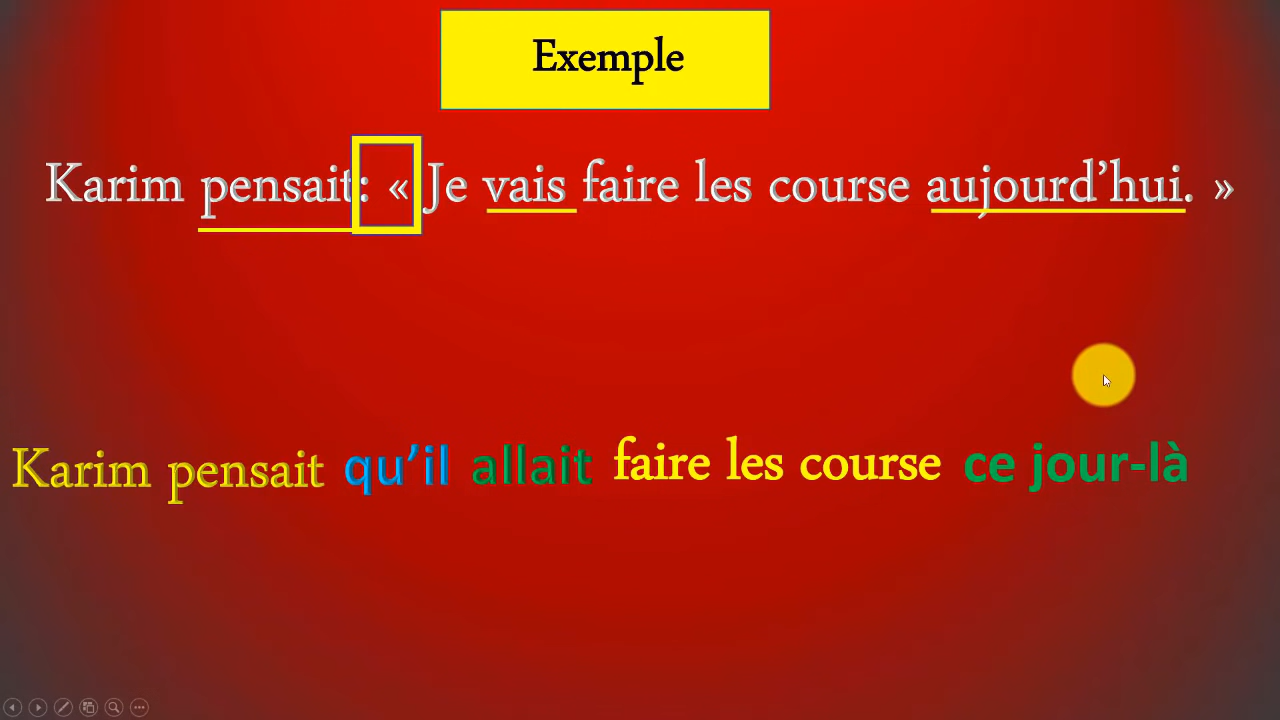 Exemple
Karim pensait: « Je vais faire les course aujourd’hui. »
Karim pensait qu’il allait faire les course ce jour-là